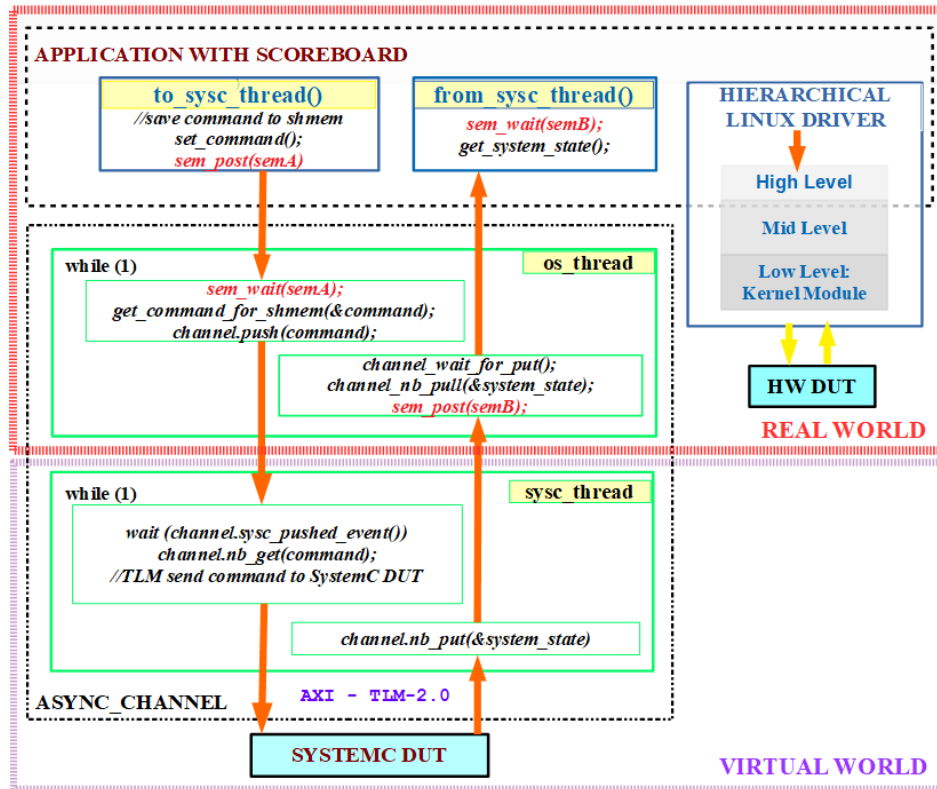 APPLICATION WITH SCOREBOARD
to_sysc_thread()
//save command to shmem
set_command();
sem_post(semA)
from_sysc_thread()
sem_wait(semB);
get_system_state();
HIERARCHICAL
LINUX DRIVER
High Level
Mid Level
Low Level:
Kernel Module
HW DUT
REAL WORLD
while (1)
os_thread
sem_wait(semA);
get_command_for_shmem(&command);
channel.push(command);
channel_wait_for_put();
channel_nb_pull(&system_state);
sem_post(semB);
while (1)
sysc_thread
wait (channel.sysc_pushed_event())
channel.nb_get(command);
//TLM send command to SystemC DUT
channel.nb_put(&system_state)
ASYNC_CHANNEL
AXI - TLM-2.0
SYSTEMC DUT
VIRTUAL WORLD